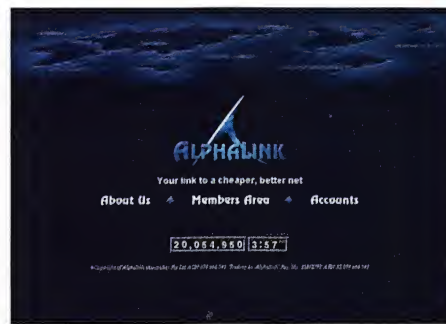 ALPHALINK
Your link to a cheaper, better net
About Us Members Area Accounts
20,054,950 3:57